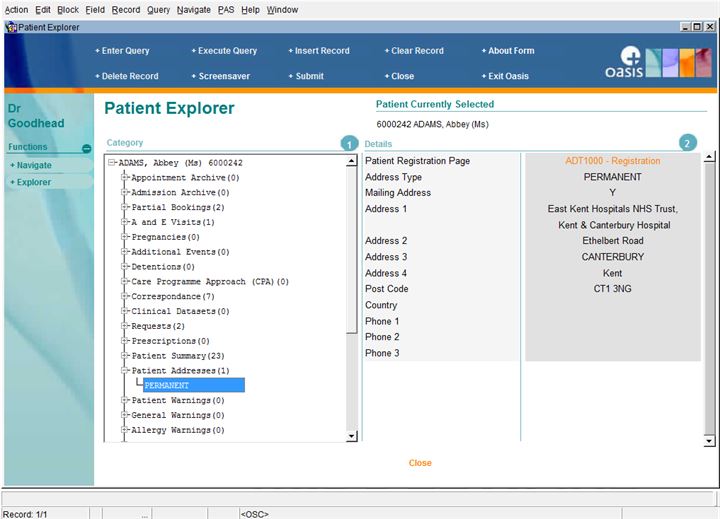 Action Edit Block Field Record Query Navigate PAS Help Window
Patient Explorer
+ Enter Query + Execute Query + Insert Record + Clear Record + About Form
+ Delete Record + Screensaver + Submit + Close + Exit Oasis
oasis
Dr
Goodhead
Functions
+ Navigate
+ Explorer
Patient Explorer
Patient Currently Selected
6000242 ADAMS, Abbey (Ms)
Category 1
ADAMS, Abbey (Ms) 6000242
Appointment Archive(0)
Admission Archive(0)
Partial Bookings(2)
A and E Visits(1)
Pregnancies(0)
Additional Events(0)
Detentions(0)
Care Programme Approach (CPA)(0)
Correspondance(7)
Clinical Datasets(0)
Requests(2)
Prescriptions(0)
Patient Summary(23)
Patient Addresses(1)
PERMANENT
Patient Warnings(0)
General Warnings(0)
Allergy Warnings(0)
Details 2
Patient Registration Page ADT1000 - Registration
Address Type PERMANENT
Mailing Address Y
Address 1 East Kent Hospitals NHS Trust,
Kent & Canterbury Hospital
Address 2 Ethelbert Road
Address 3 CANTERBURY
Address 4 Kent
Post Code CT1 3NG
Country
Phone 1
Phone 2
Phone 3
Close
Record: 1/1 ... <OSC>